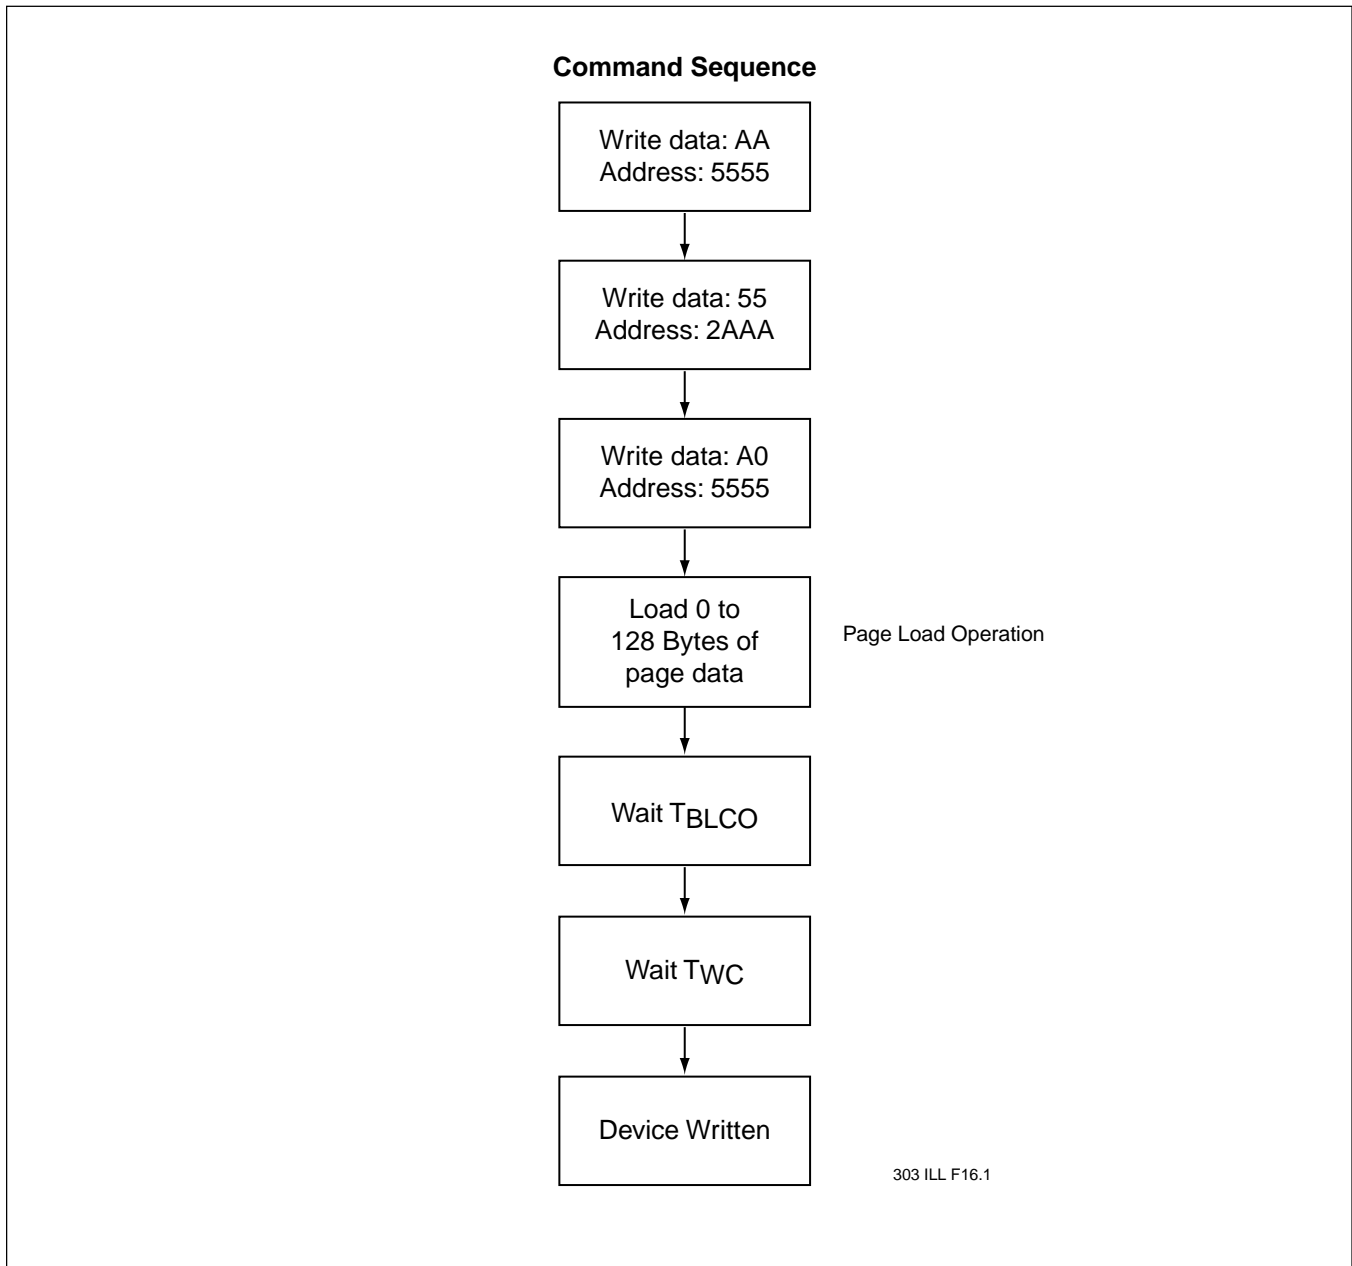 Command Sequence
Write data: AA
Address: 5555
Write data: 55
Address: 2AAA
Write data: A0
Address: 5555
Load 0 to
128 Bytes of
page data
Page Load Operation
Wait TBLCO
Wait TWC
Device Written
303 ILL F16.1